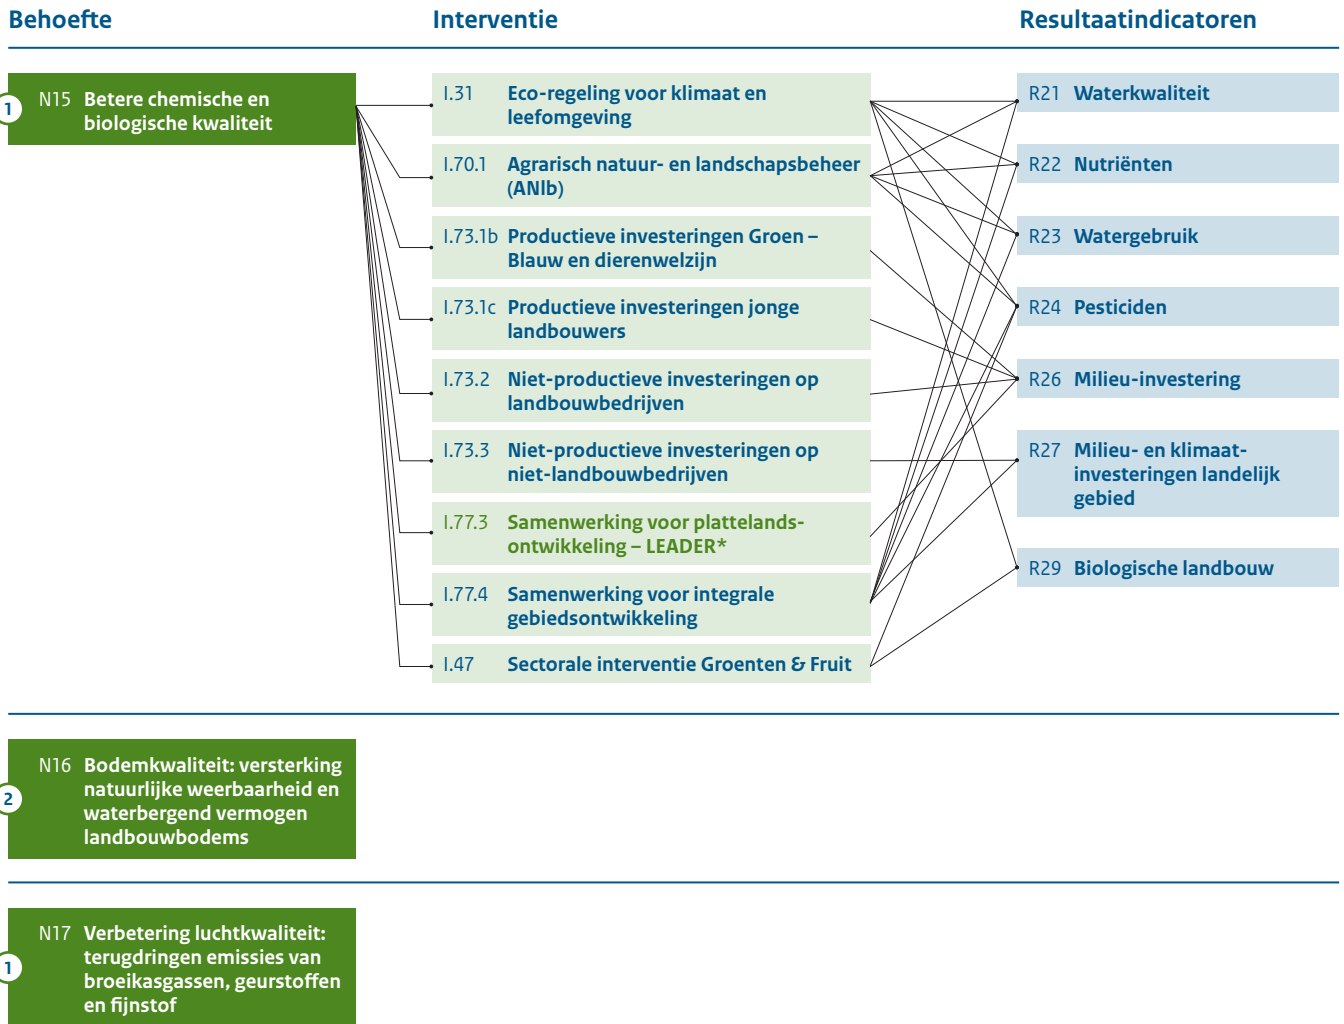 Behoefte
Interventie
Resultaatindicatoren
1
N15 Betere chemische en
biologische kwaliteit
I.31 Eco-regeling voor klimaat en
leefomgeving
I.70.1 Agrarisch natuur- en landschapsbeheer
(ANlb)
I.73.1b Productieve investeringen Groen –
Blauw en dierenwelzijn
I.73.1c Productieve investeringen jonge
landbouwers
I.73.2 Niet-productieve investeringen op
landbouwbedrijven
I.73.3 Niet-productieve investeringen op
niet-landbouwbedrijven
I.77.3 Samenwerking voor plattelands-
ontwikkeling – LEADER*
I.77.4 Samenwerking voor integrale
gebiedsontwikkeling
I.47 Sectorale interventie Groenten & Fruit
R21 Waterkwaliteit
R22 Nutriënten
R23 Watergebruik
R24 Pesticiden
R26 Milieu-investering
R27 Milieu- en klimaat-
investeringen landelijk
gebied
R29 Biologische landbouw
2
N16 Bodemkwaliteit: versterking
natuurlijke weerbaarheid en
waterbergend vermogen
landbouwbodems
1
N17 Verbetering luchtkwaliteit:
terugdringen emissies van
broeikasgassen, geurstoffen
en fijnstof